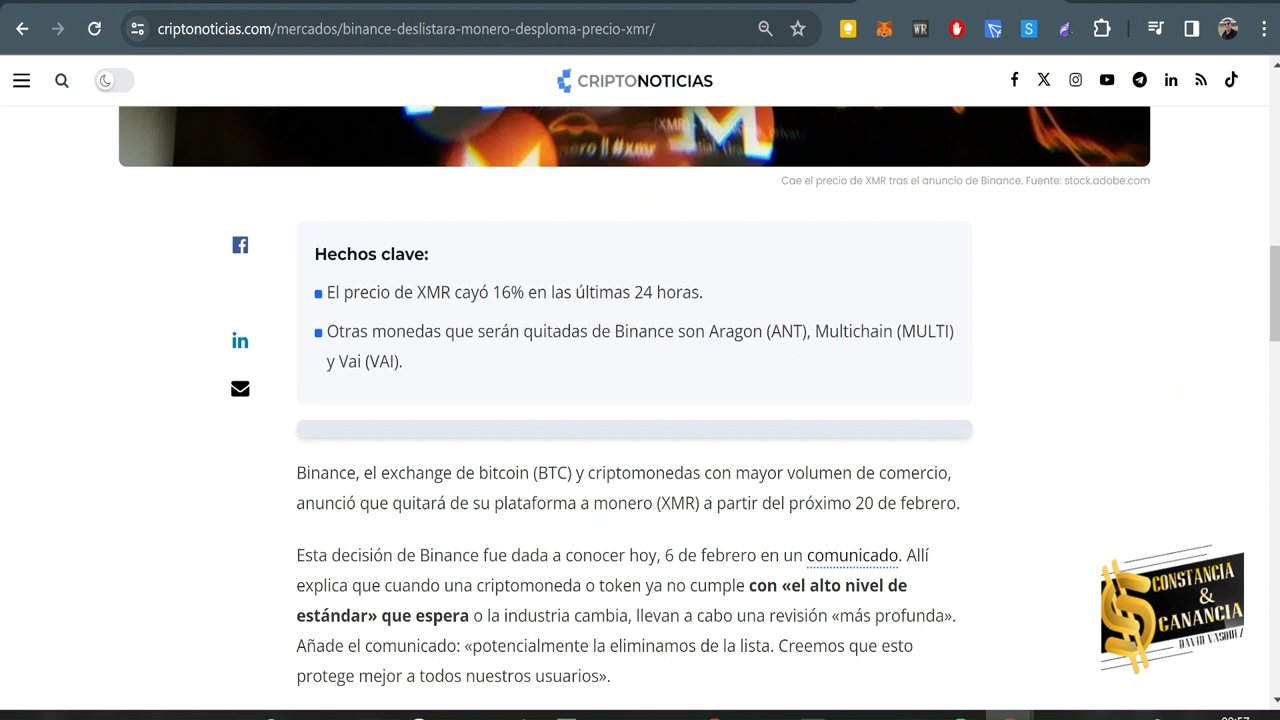 criptonoticias.com/mercados/binance-deslistara-monero-desploma-precio-xmr/
WR
S
CRIPTONOTICIAS
Cae el precio de XMR tras el anuncio de Binance. Fuente: stock.adobe.com
Hechos clave:
El precio de XMR cayó 16% en las últimas 24 horas.
Otras monedas que serán quitadas de Binance son Aragon (ANT), Multichain (MULTI)
y Vai (VAI).
Binance, el exchange de bitcoin (BTC) y criptomonedas con mayor volumen de comercio,
anunció que quitará de su plataforma a monero (XMR) a partir del próximo 20 de febrero.
Esta decisión de Binance fue dada a conocer hoy, 6 de febrero en un comunicado. Allí
explica que cuando una criptomoneda o token ya no cumple con «el alto nivel de
estándar» que espera o la industria cambia, llevan a cabo una revisión «más profunda».
Añade el comunicado: «potencialmente la eliminamos de la lista. Creemos que esto
protege mejor a todos nuestros usuarios».
CONSTANCIA
&
GANANCIA
DAVID VASQUEZ